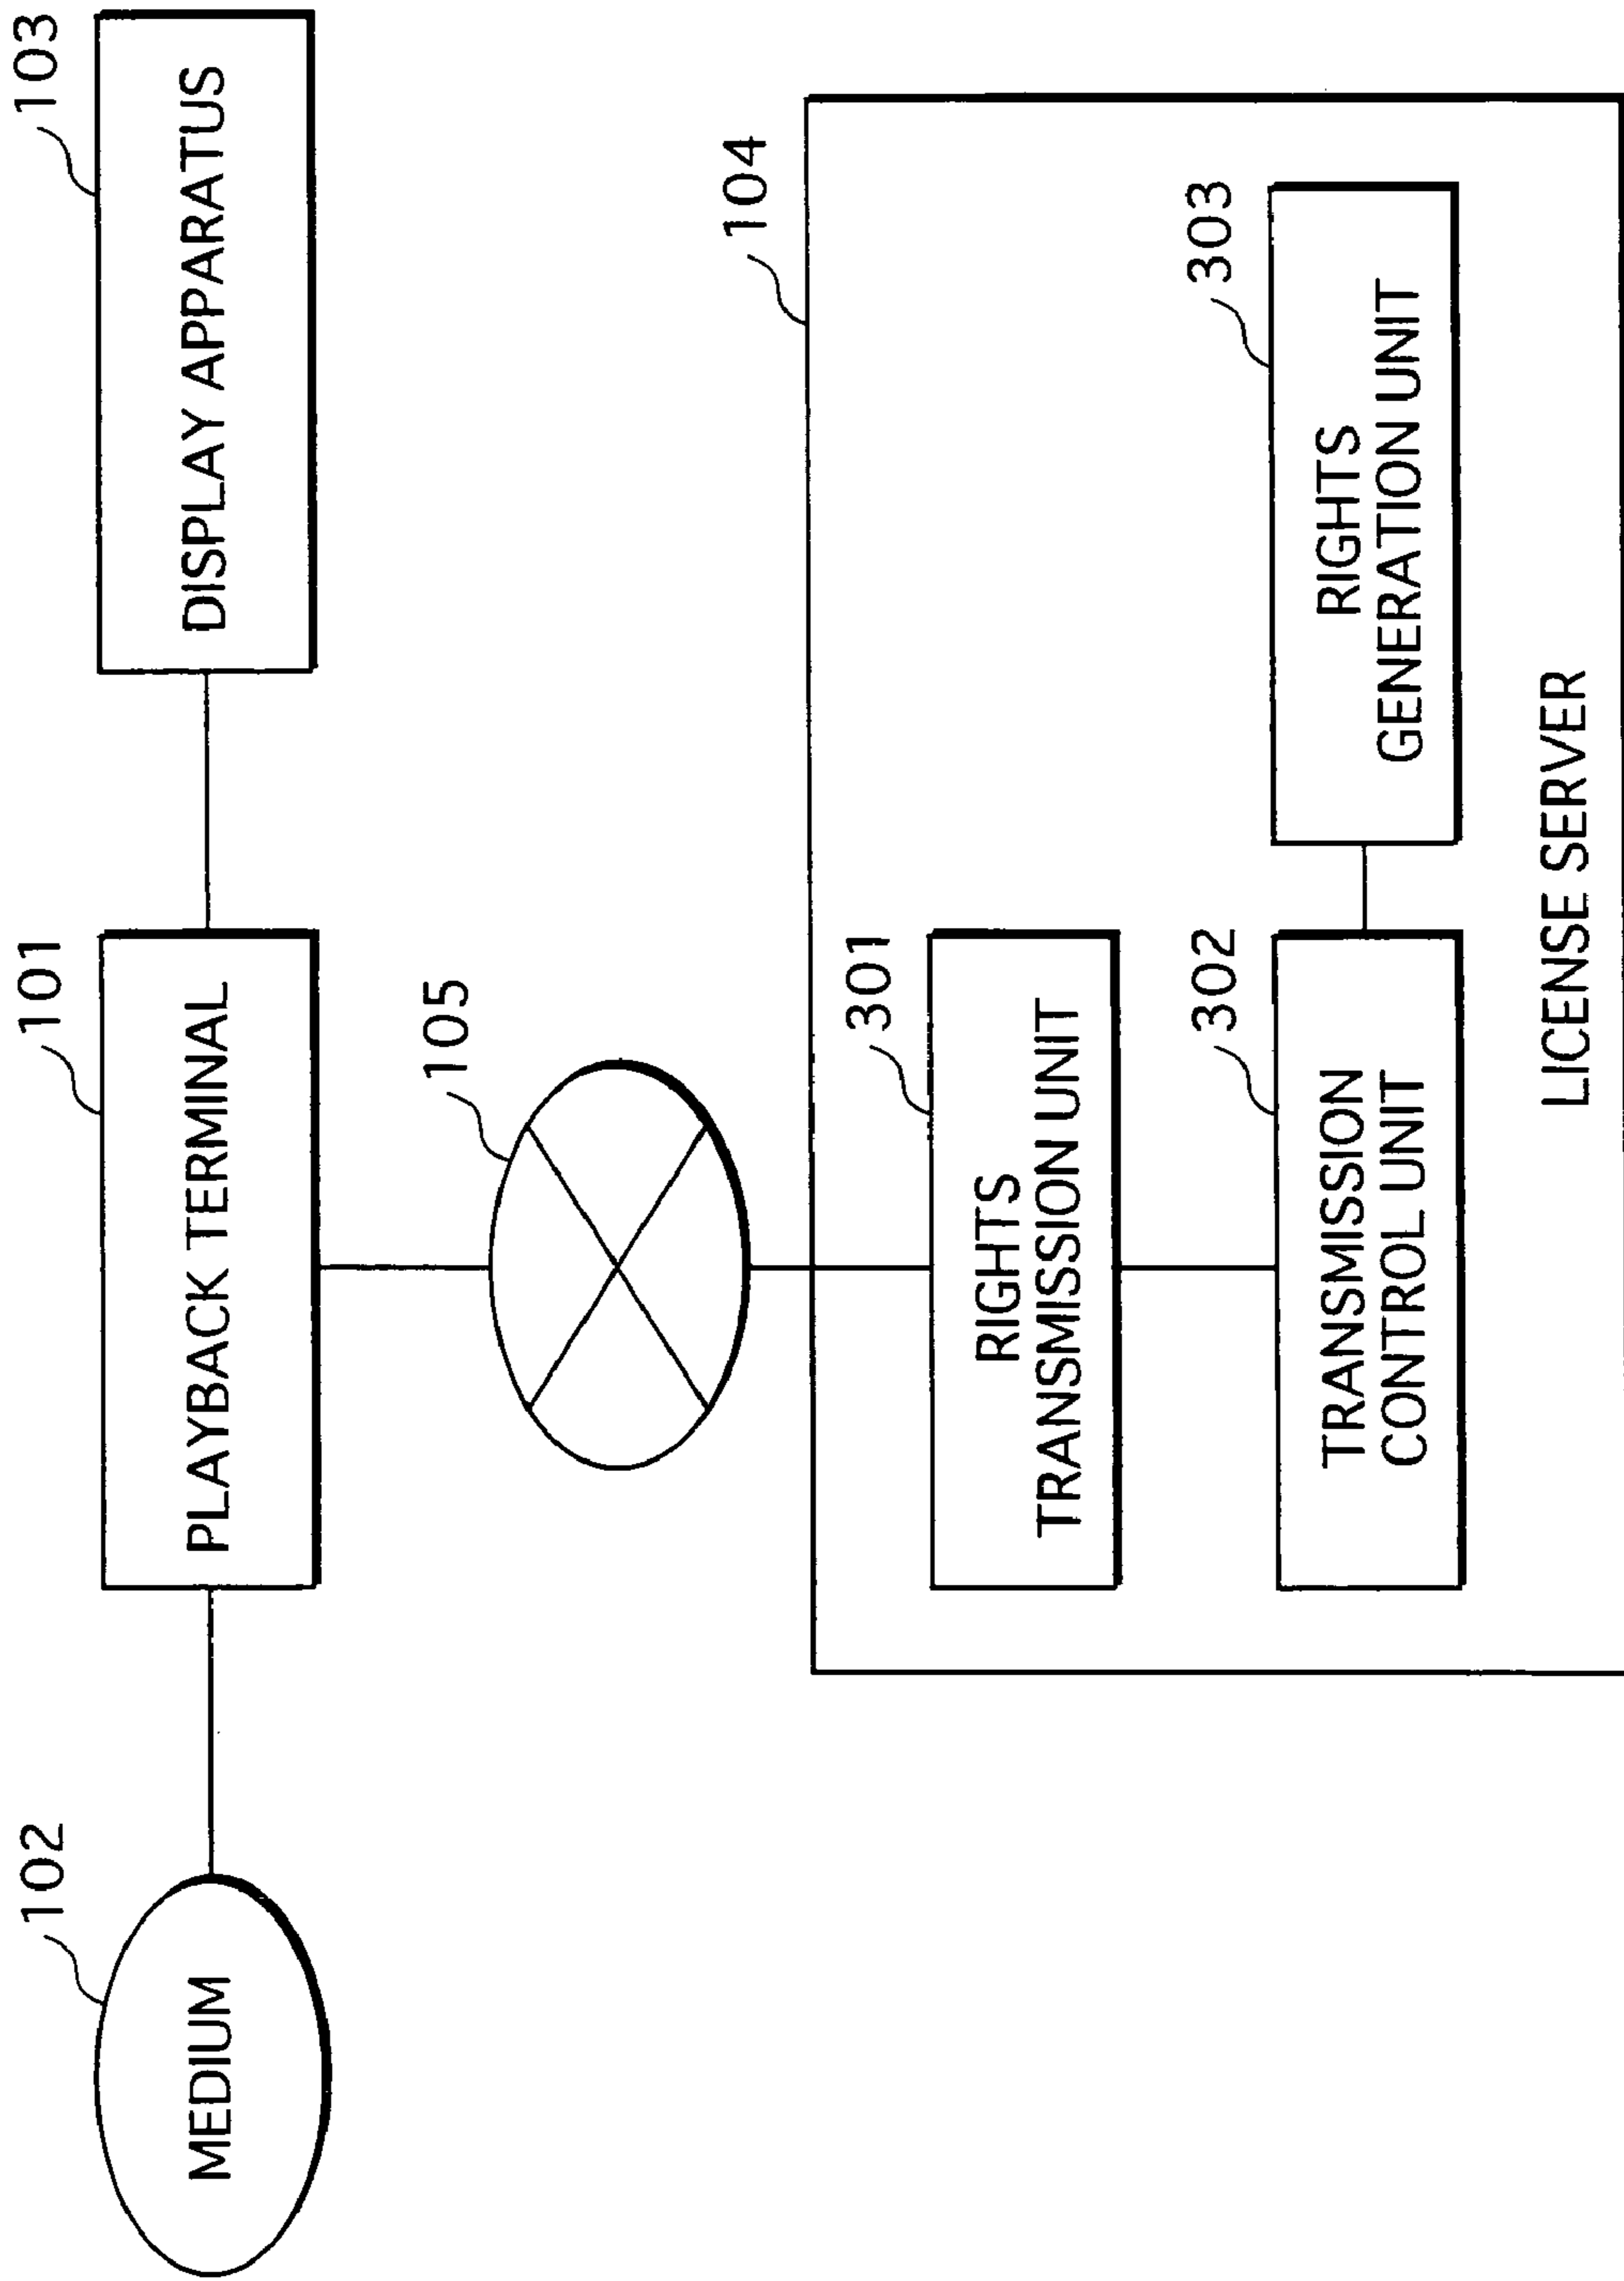 102
MEDIUM
101
PLAYBACK TERMINAL
103
DISPLAY APPARATUS
105
104
301
RIGHTS
TRANSMISSION UNIT
302
TRANSMISSION
CONTROL UNIT
303
RIGHTS
GENERATION UNIT
LICENSE SERVER